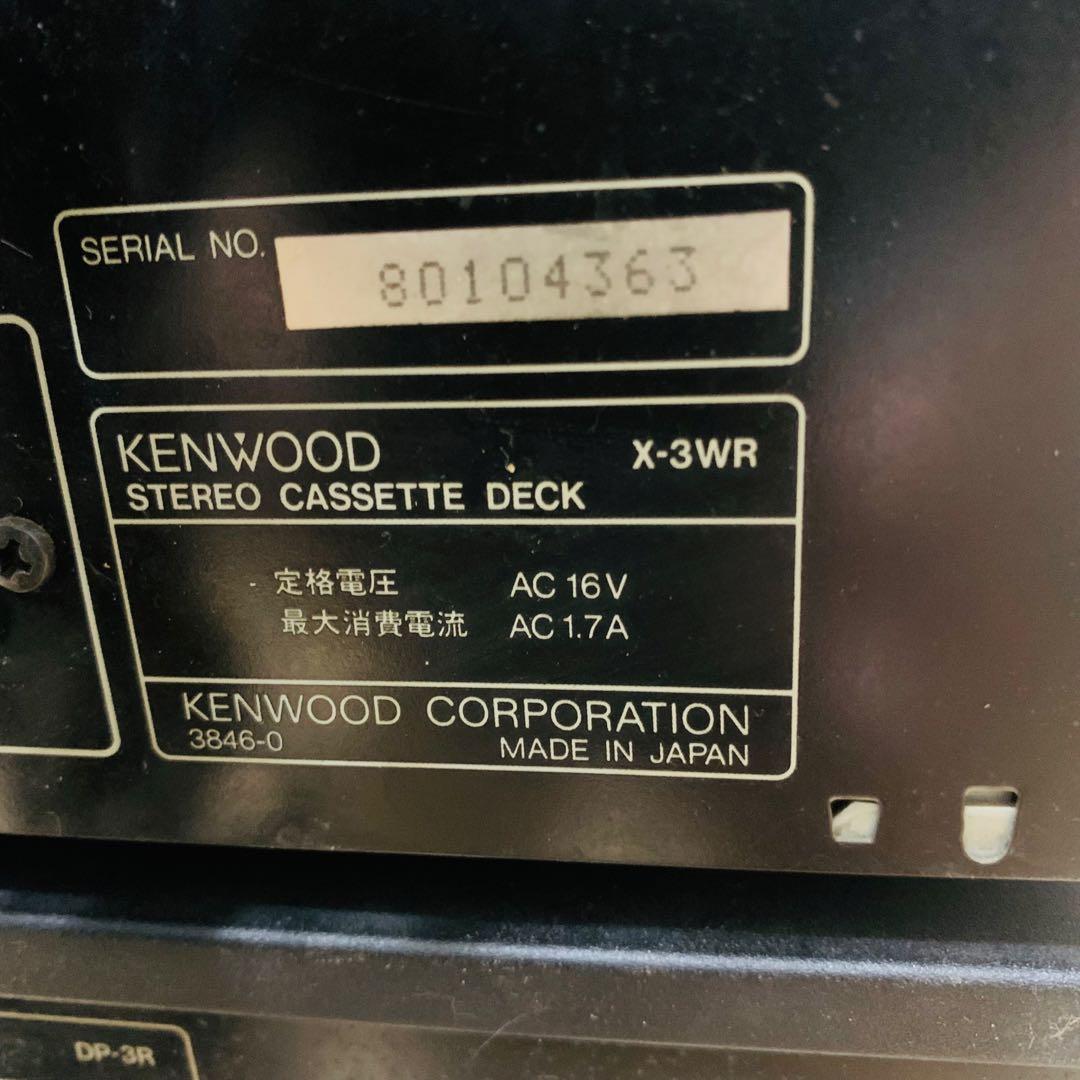 SERIAL NO. 80104363
KENWOOD X-3WR
STEREO CASSETTE DECK
定格電圧 AC 16V
最大消費電流 AC 1.7A
KENWOOD CORPORATION
3846-0 MADE IN JAPAN
DP-3R